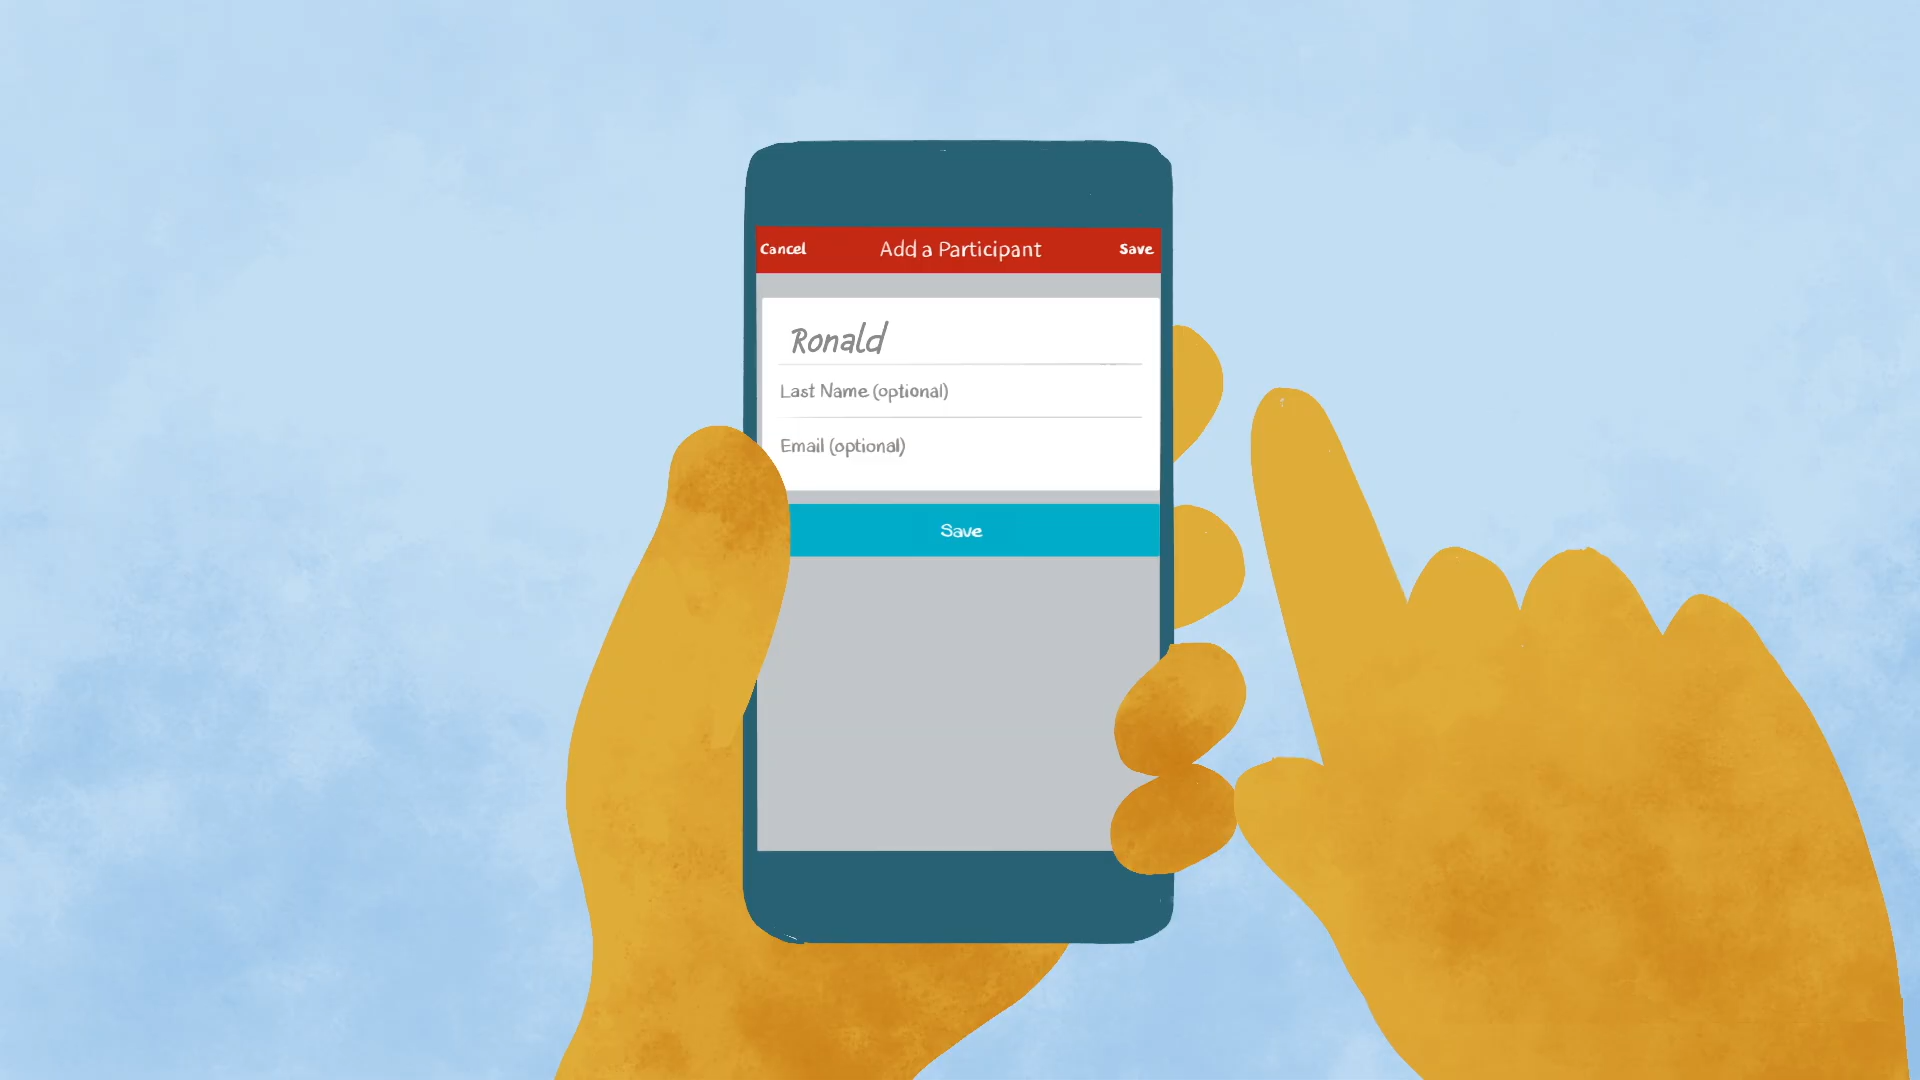 Cancel Add a Participant Save
Ronald
Last Name (optional)
Email (optional)
Save